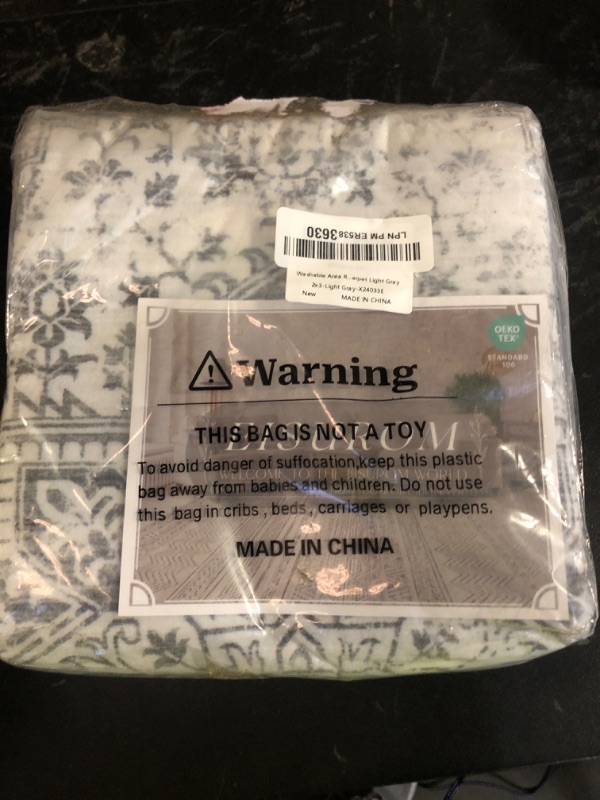 LPN PM ER5383630
Washable Area R...arpet Light Gray
2x3-Light Gray-X24033E
New MADE IN CHINA
OEKO
TEX®
STANDARD
100
Warning
THIS BAG IS NOT A TOY
To avoid danger of suffocation,keep this plastic
bag away from babies and children. Do not use
this bag in cribs , beds , carriages or playpens.
MADE IN CHINA